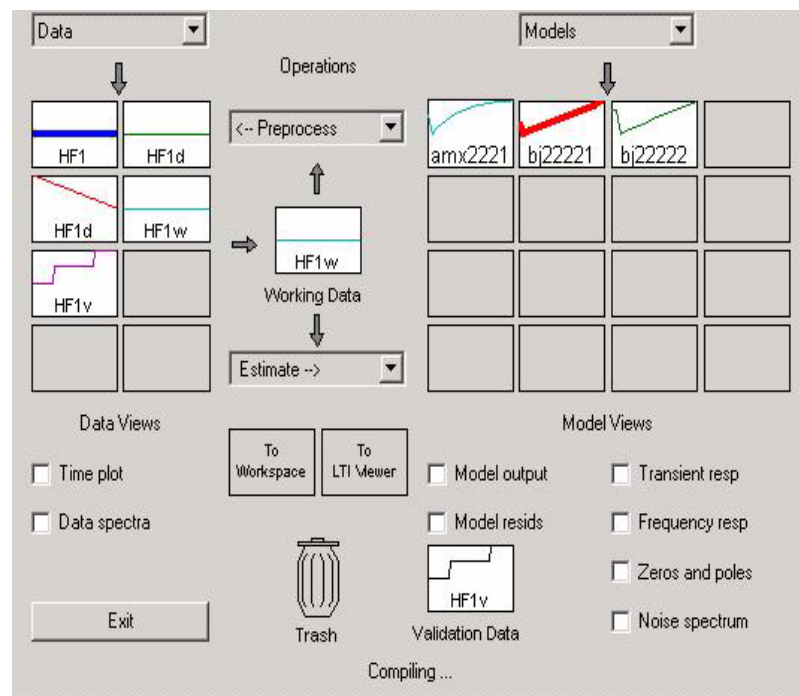 Data
Models
Operations
<-- Preprocess
HF1
HF1d
amx2221
bj22221
bj22222
HF1d
HF1w
HF1w
Working Data
HF1v
Estimate -->
Data Views
Model Views
To Workspace
To LTI Viewer
Time plot
Model output
Transient resp
Data spectra
Model resids
Frequency resp
Zeros and poles
HF1v
Exit
Trash
Validation Data
Noise spectrum
Compiling ...